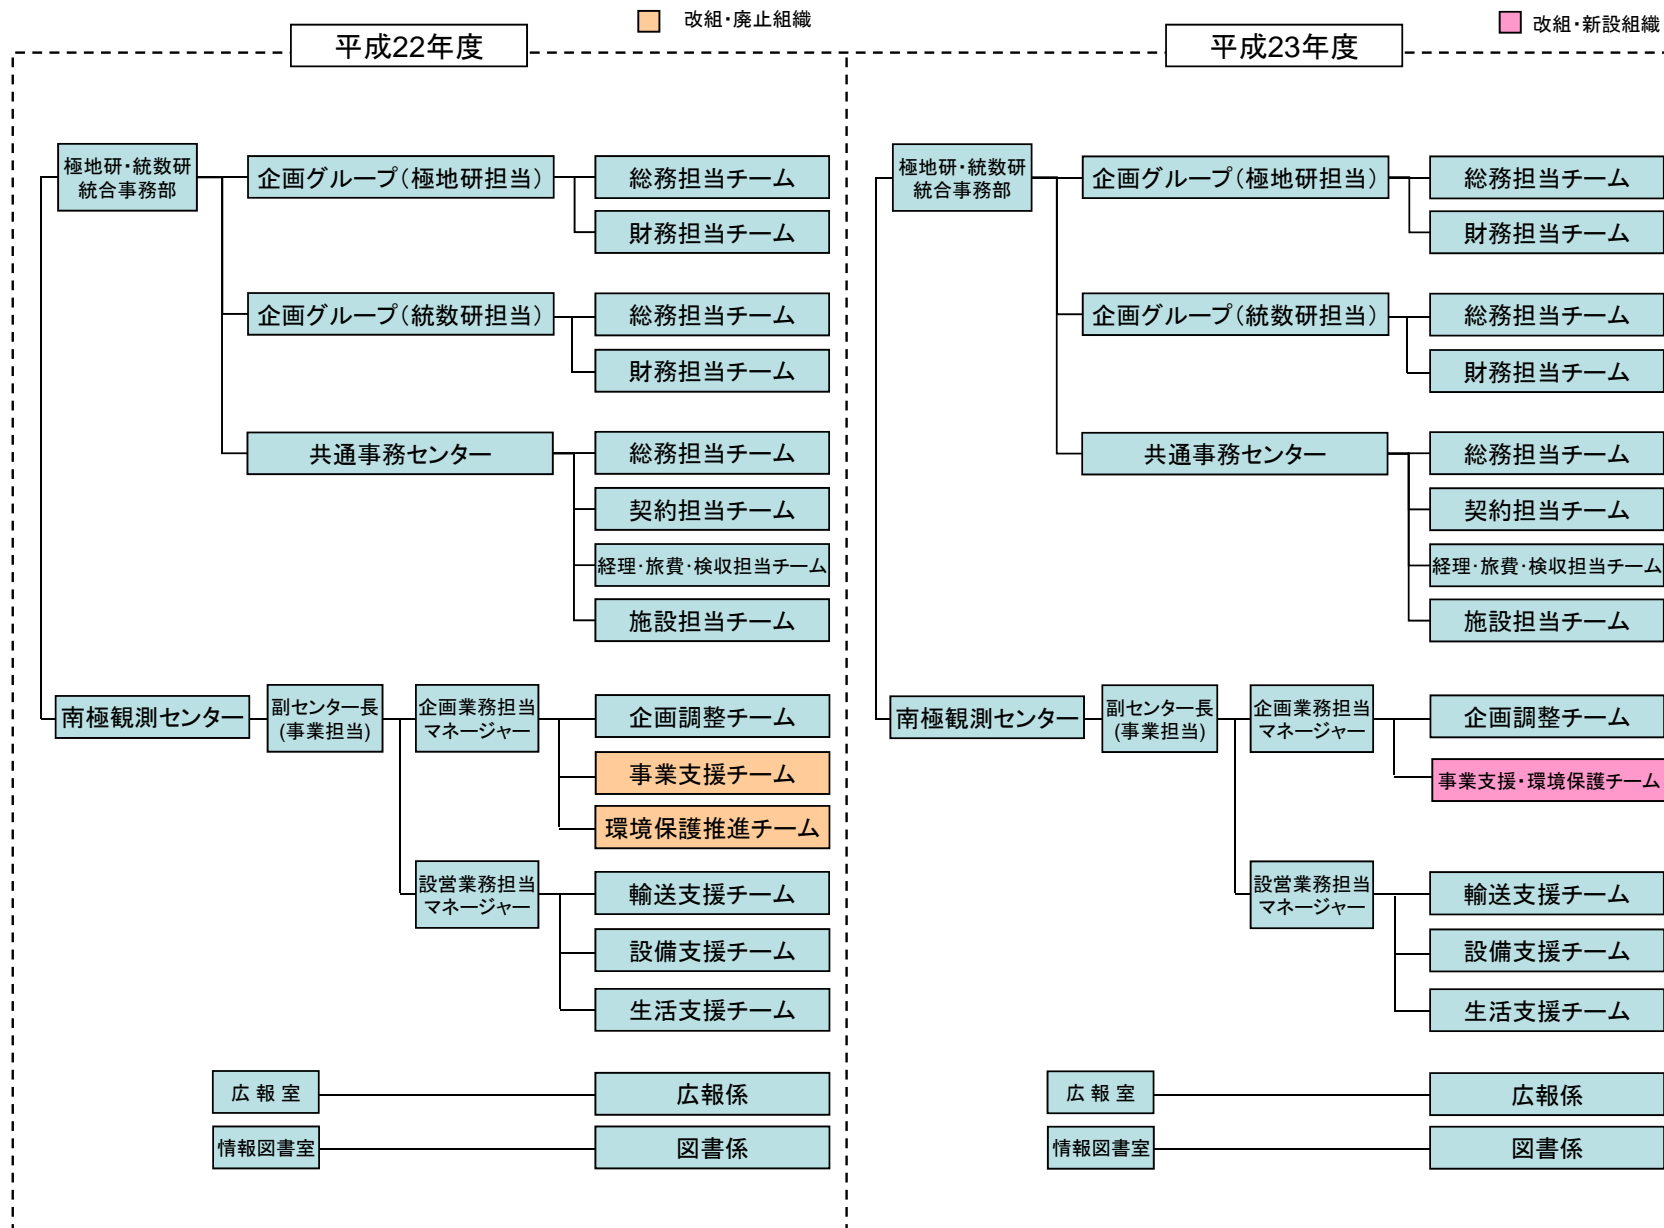 改組・廃止組織
平成22年度
極地研・統数研
統合事務部
企画グループ(極地研担当)
総務担当チーム
財務担当チーム
企画グループ(統数研担当)
総務担当チーム
財務担当チーム
共通事務センター
総務担当チーム
契約担当チーム
経理・旅費・検収担当チーム
施設担当チーム
南極観測センター
副センター長
(事業担当)
企画業務担当
マネージャー
企画調整チーム
事業支援チーム
環境保護推進チーム
設営業務担当
マネージャー
輸送支援チーム
設備支援チーム
生活支援チーム
広 報 室
広報係
情報図書室
図書係
改組・新設組織
平成23年度
極地研・統数研
統合事務部
企画グループ(極地研担当)
総務担当チーム
財務担当チーム
企画グループ(統数研担当)
総務担当チーム
財務担当チーム
共通事務センター
総務担当チーム
契約担当チーム
経理・旅費・検収担当チーム
施設担当チーム
南極観測センター
副センター長
(事業担当)
企画業務担当
マネージャー
企画調整チーム
事業支援・環境保護チーム
設営業務担当
マネージャー
輸送支援チーム
設備支援チーム
生活支援チーム
広 報 室
広報係
情報図書室
図書係